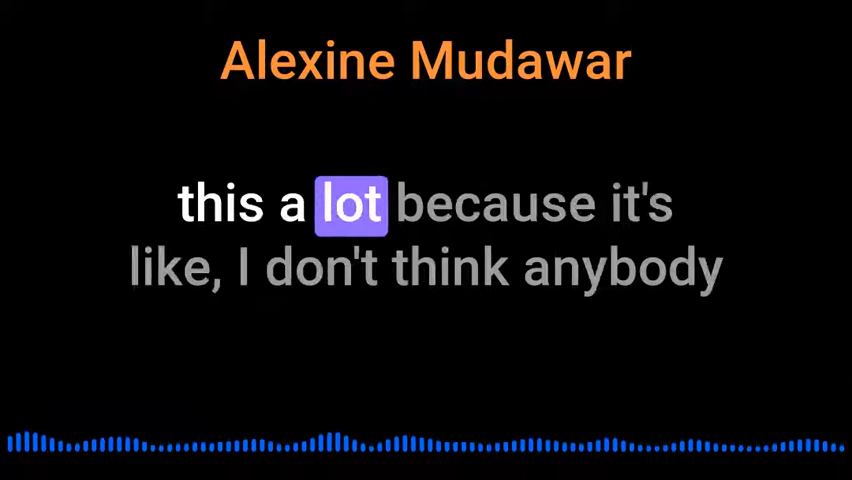 Alexine Mudawar
this a lot because it's
like, I don't think anybody